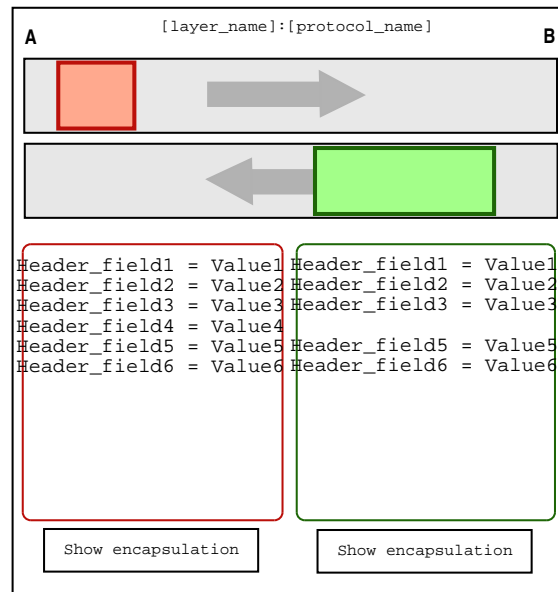 [layer_name]:[protocol_name]
A
B
Header_field1 = Value1
Header_field2 = Value2
Header_field3 = Value3
Header_field4 = Value4
Header_field5 = Value5
Header_field6 = Value6
Header_field1 = Value1
Header_field2 = Value2
Header_field3 = Value3
Header_field5 = Value5
Header_field6 = Value6
Show encapsulation
Show encapsulation